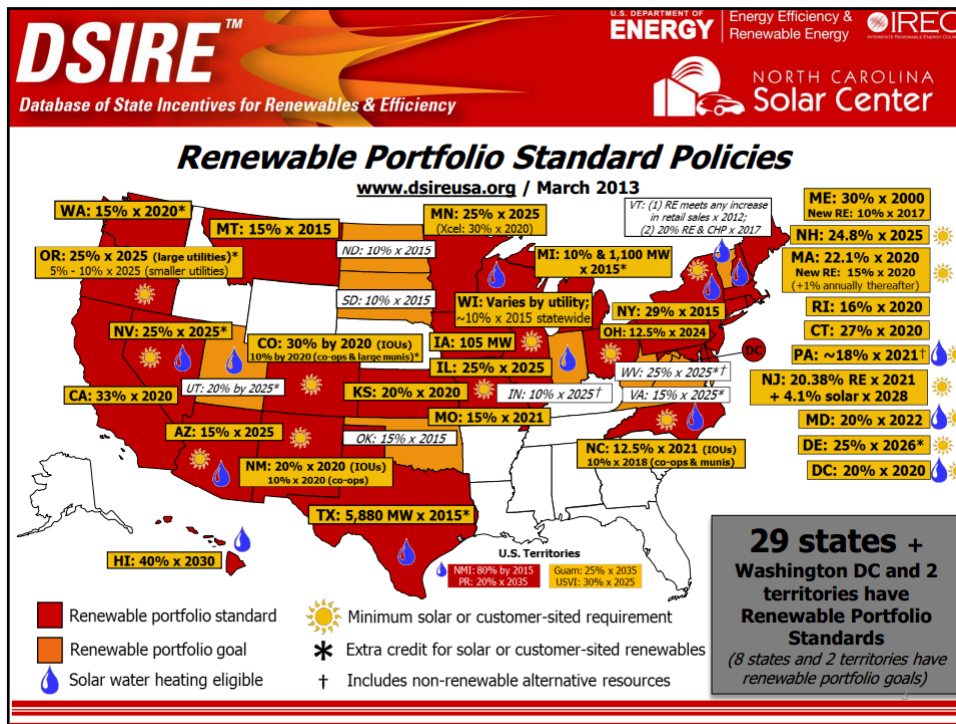 DSIRE™
Database of State Incentives for Renewables & Efficiency
U.S. DEPARTMENT OF
ENERGY
Energy Efficiency &
Renewable Energy
IREC
INTERSTATE RENEWABLE ENERGY COUNC
NORTH CAROLINA
Solar Center
Renewable Portfolio Standard Policies
www.dsireusa.org / March 2013
WA: 15% x 2020*
MT: 15% x 2015
MN: 25% x 2025
(Xcel: 30% x 2020)
VT: (1) RE meets any increase
in retail sales x 2012;
(2) 20% RE & CHP x 2017
ME: 30% x 2000
New RE: 10% x 2017
NH: 24.8% x 2025
OR: 25% x 2025 (large utilities)*
5% - 10% x 2025 (smaller utilities)
ND: 10% x 2015
MI: 10% & 1,100 MW
x 2015*
MA: 22.1% x 2020
New RE: 15% x 2020
(+1% annually thereafter)
SD: 10% x 2015
WI: Varies by utility;
~10% x 2015 statewide
NY: 29% x 2015
RI: 16% x 2020
NV: 25% x 2025*
CO: 30% by 2020 (IOUs)
10% by 2020 (co-ops & large munis)*
IA: 105 MW
OH: 12.5% x 2024
CT: 27% x 2020
DC
PA: ~18% x 2021†
IL: 25% x 2025
WV: 25% x 2025*†
UT: 20% by 2025*
KS: 20% x 2020
IN: 10% x 2025†
VA: 15% x 2025*
NJ: 20.38% RE x 2021
+ 4.1% solar x 2028
CA: 33% x 2020
MO: 15% x 2021
MD: 20% x 2022
AZ: 15% x 2025
OK: 15% x 2015
NC: 12.5% x 2021 (IOUs)
10% x 2018 (co-ops & munis)
DE: 25% x 2026*
NM: 20% x 2020 (IOUs)
10% x 2020 (co-ops)
DC: 20% x 2020
TX: 5,880 MW x 2015*
HI: 40% x 2030
U.S. Territories
NMI: 80% by 2015
PR: 20% x 2035
Guam: 25% x 2035
USVI: 30% x 2025
29 states +
Washington DC and 2
territories have
Renewable Portfolio
Standards
(8 states and 2 territories have
renewable portfolio goals)
Renewable portfolio standard
Minimum solar or customer-sited requirement
Renewable portfolio goal
* Extra credit for solar or customer-sited renewables
Solar water heating eligible
† Includes non-renewable alternative resources